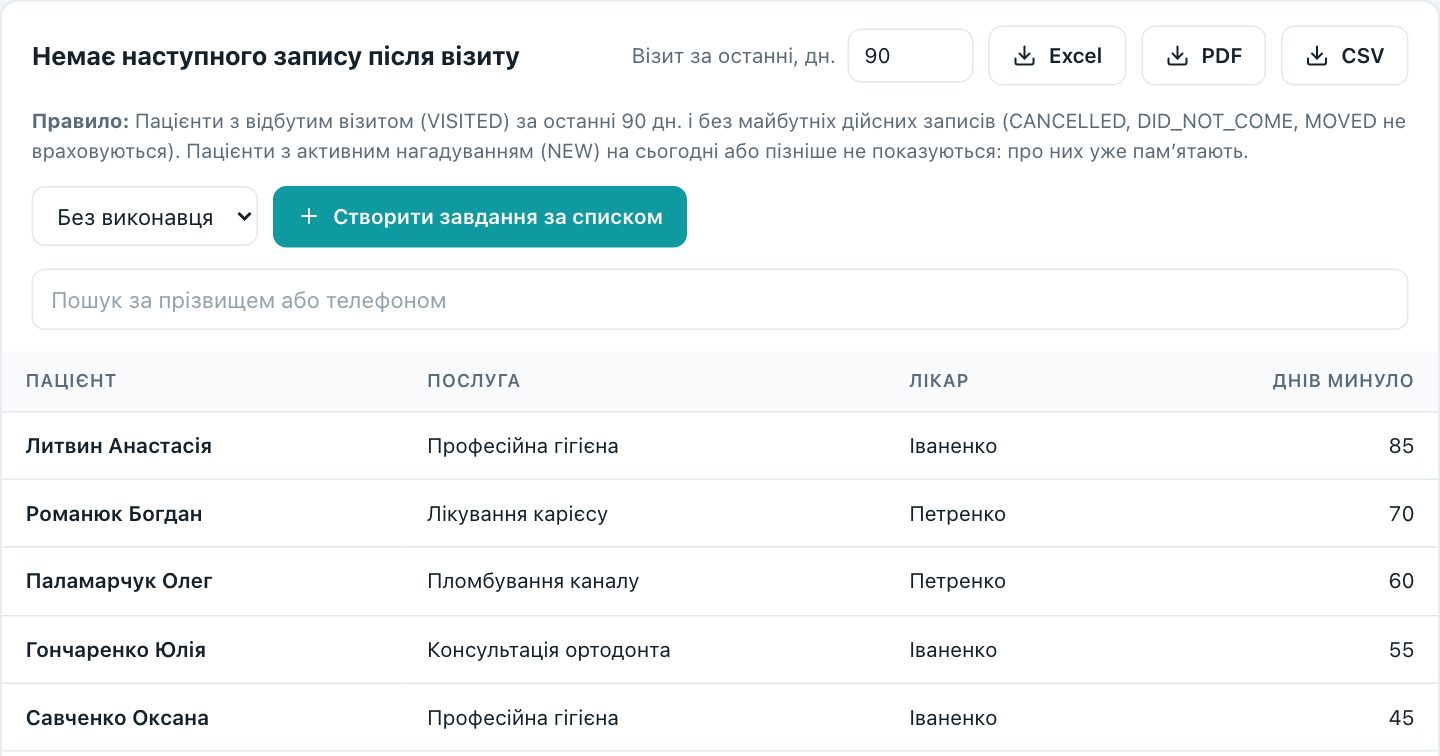 Немає наступного запису після візиту
Візит за останні, дн. 90 Excel PDF CSV
Правило: Пацієнти з відбутим візитом (VISITED) за останні 90 дн. і без майбутніх дійсних записів (CANCELLED, DID_NOT_COME, MOVED не
враховуються). Пацієнти з активним нагадуванням (NEW) на сьогодні або пізніше не показуються: про них уже пам’ятають.
Без виконавця + Створити завдання за списком
Пошук за прізвищем або телефоном
ПАЦІЄНТ ПОСЛУГА ЛІКАР ДНІВ МИНУЛО
Литвин Анастасія Професійна гігієна Іваненко 85
Романюк Богдан Лікування карієсу Петренко 70
Паламарчук Олег Пломбування каналу Петренко 60
Гончаренко Юлія Консультація ортодонта Іваненко 55
Савченко Оксана Професійна гігієна Іваненко 45